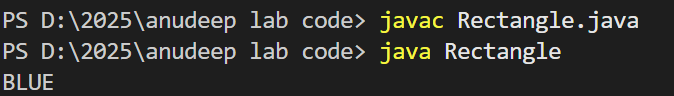 PS D:\2025\anudeep lab code> javac Rectangle.java
PS D:\2025\anudeep lab code> java Rectangle
BLUE